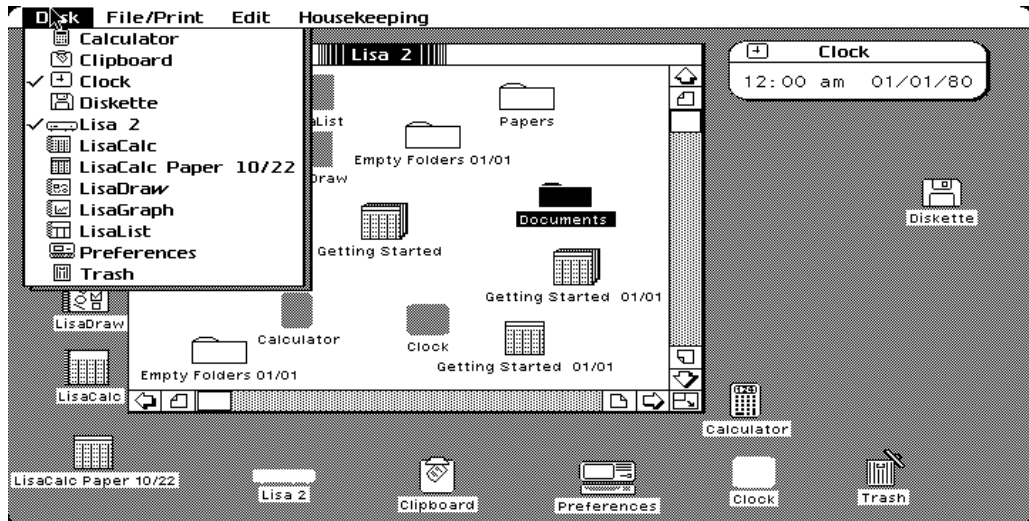 Desk File/Print Edit Housekeeping
Calculator
Clipboard
Clock
Diskette
Lisa 2
LisaCalc
LisaCalc Paper 10/22
LisaDraw
LisaGraph
LisaList
Preferences
Trash
Lisa 2
Papers
Empty Folders 01/01
Documents
Getting Started
Getting Started 01/01
Calculator
Clock
Getting Started 01/01
Empty Folders 01/01
Clock
12:00 am 01/01/80
Diskette
LisaDraw
LisaCalc
LisaCalc Paper 10/22
Lisa 2
Clipboard
Preferences
Calculator
Clock
Trash